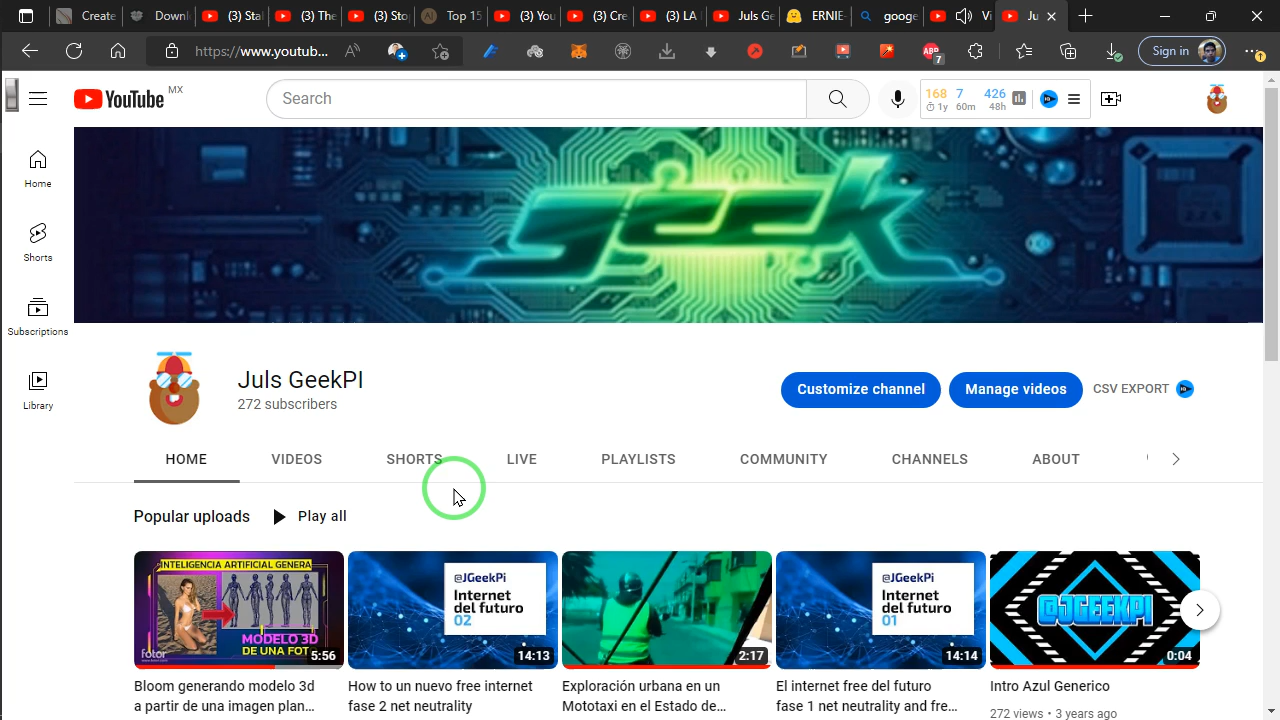 Create
Downl
(3) Sta
(3) The
(3) Sto
Top 15
(3) You
(3) Cre
(3) LA
Juls Ge
ERNIE-
googe
Vi
Ju
https://www.youtub...
A
ABP
7
Sign in
YouTube MX
Search
168 7 426
1y 60m 48h
Home
Shorts
Subscriptions
Library
geek
Juls GeekPI
272 subscribers
Customize channel
Manage videos
CSV EXPORT
HOME
VIDEOS
SHORTS
LIVE
PLAYLISTS
COMMUNITY
CHANNELS
ABOUT
Popular uploads
Play all
INTELIGENCIA ARTIFICIAL GENERA
MODELO 3D
DE UNA FOT
fotor
5:56
@JGeekPi
Internet
del futuro
02
14:13
2:17
@JGeekPi
Internet
del futuro
01
14:14
@JGEEKPI
0:04
Bloom generando modelo 3d
a partir de una imagen plan...
How to un nuevo free internet
fase 2 net neutrality
Exploración urbana en un
Mototaxi en el Estado de...
El internet free del futuro
fase 1 net neutrality and fre...
Intro Azul Generico
272 views • 3 years ago